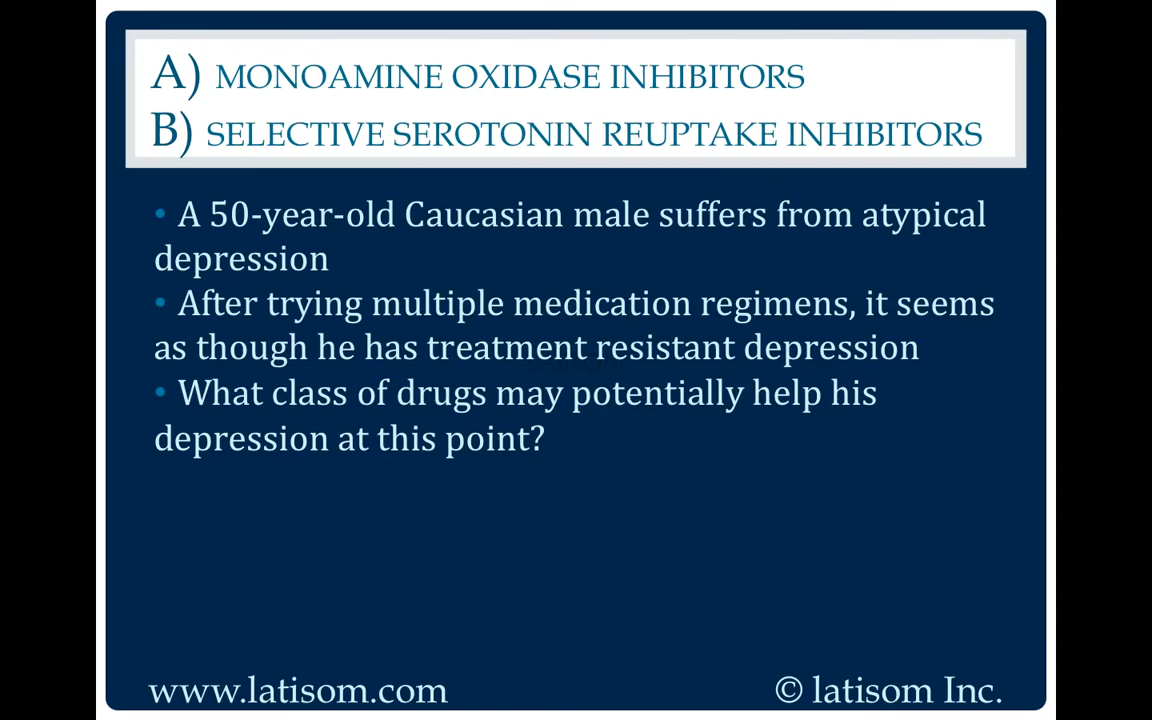 A) MONOAMINE OXIDASE INHIBITORS
B) SELECTIVE SEROTONIN REUPTAKE INHIBITORS
• A 50-year-old Caucasian male suffers from atypical
depression
• After trying multiple medication regimens, it seems
as though he has treatment resistant depression
• What class of drugs may potentially help his
depression at this point?
www.latisom.com
© latisom Inc.